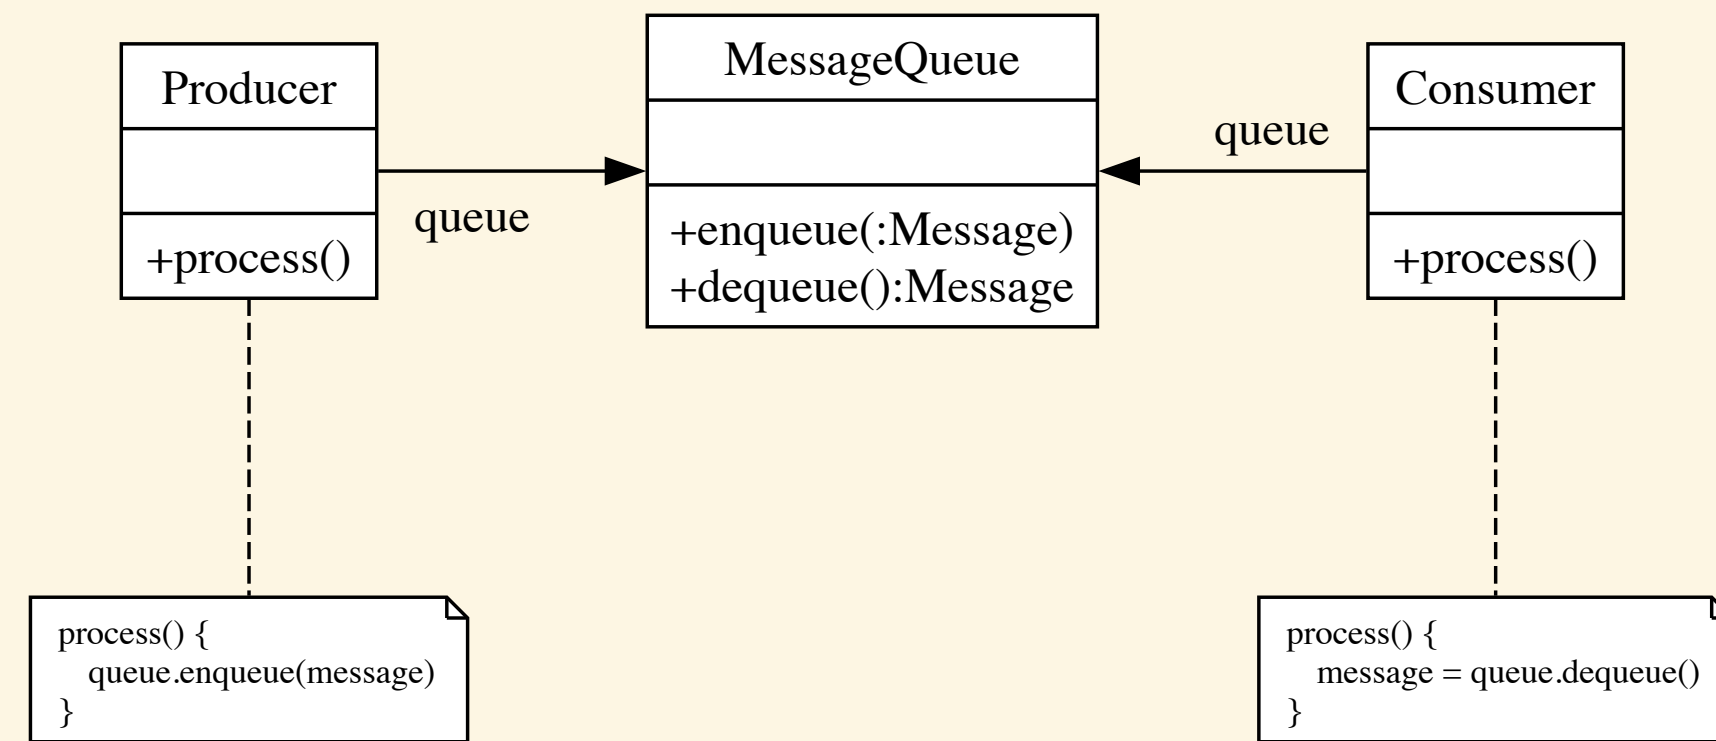 Producer
+process()
queue
MessageQueue
+enqueue(:Message)
+dequeue():Message
queue
Consumer
+process()
process() {
queue.enqueue(message)
}
process() {
message = queue.dequeue()
}